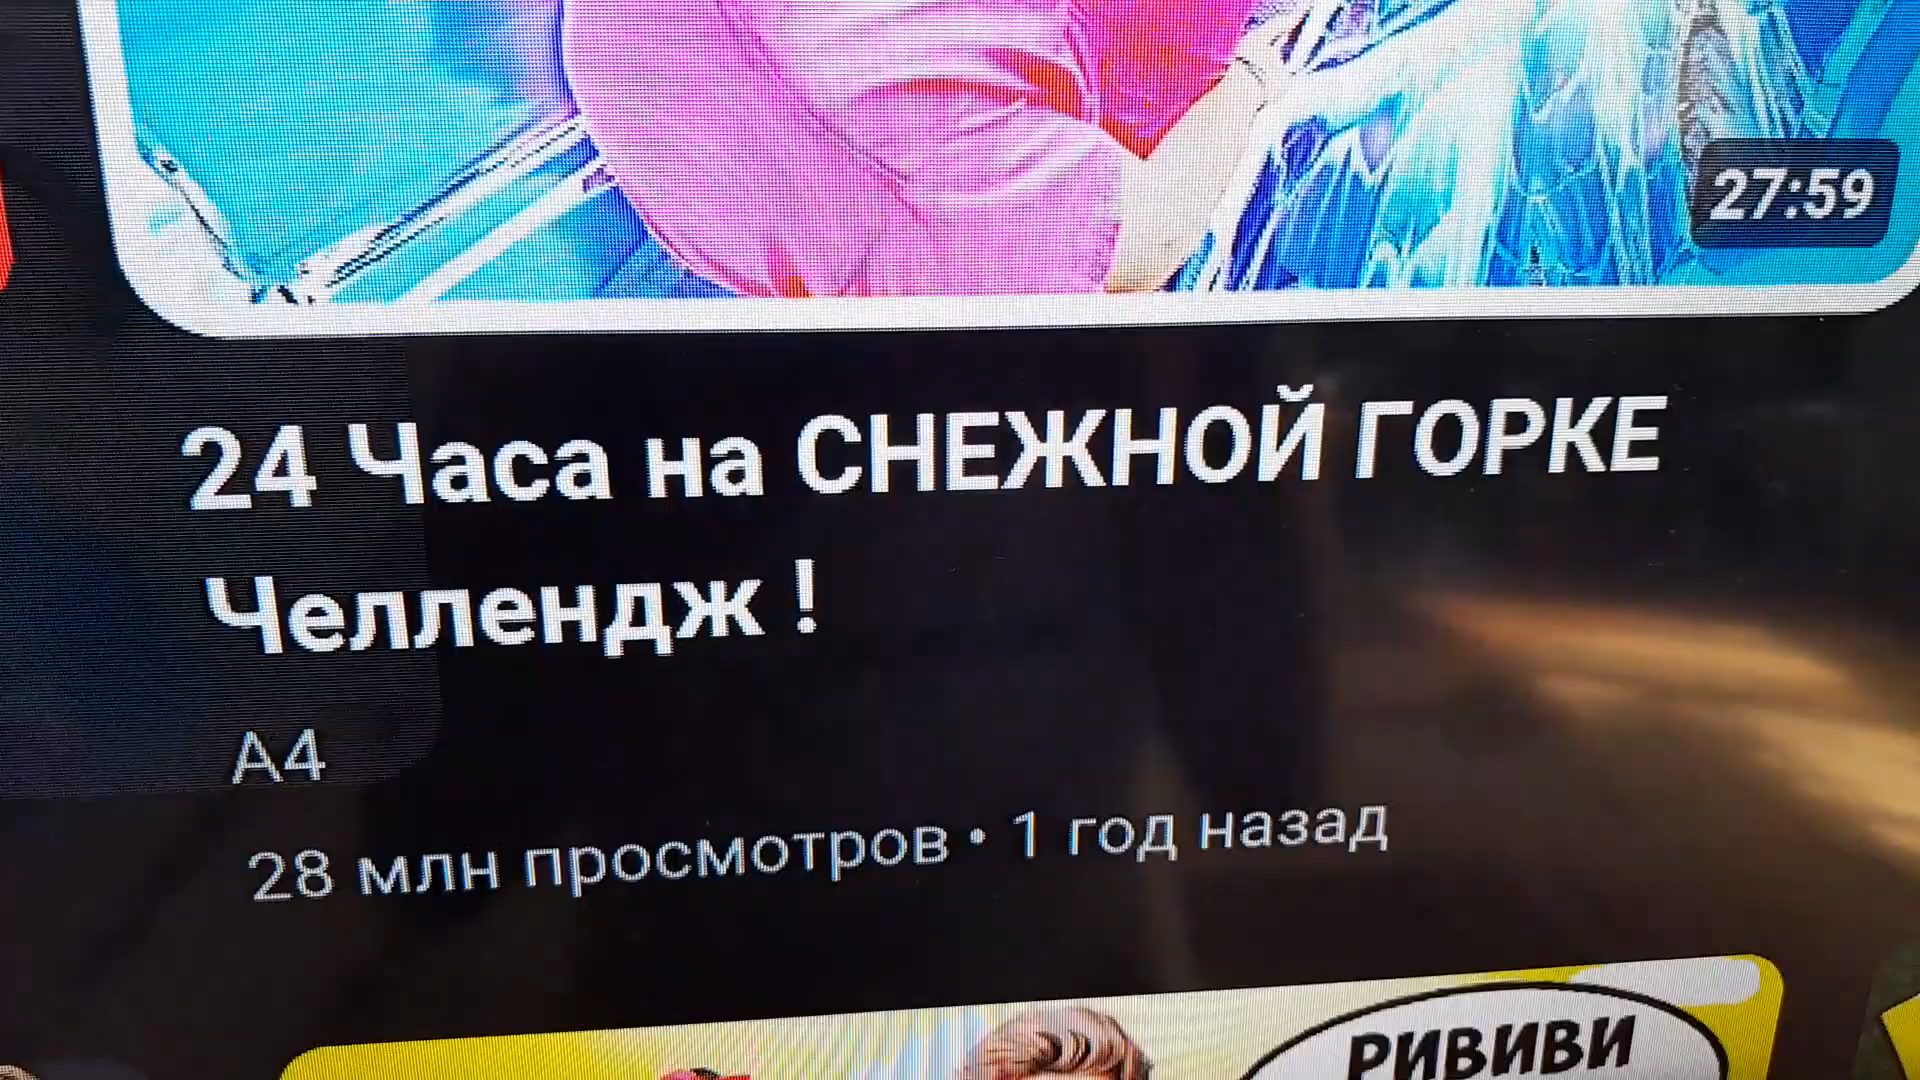 27:59
24 Часа на СНЕЖНОЙ ГОРКЕ
Челлендж !
A4
28 млн просмотров • 1 год назад
РИВИВИ